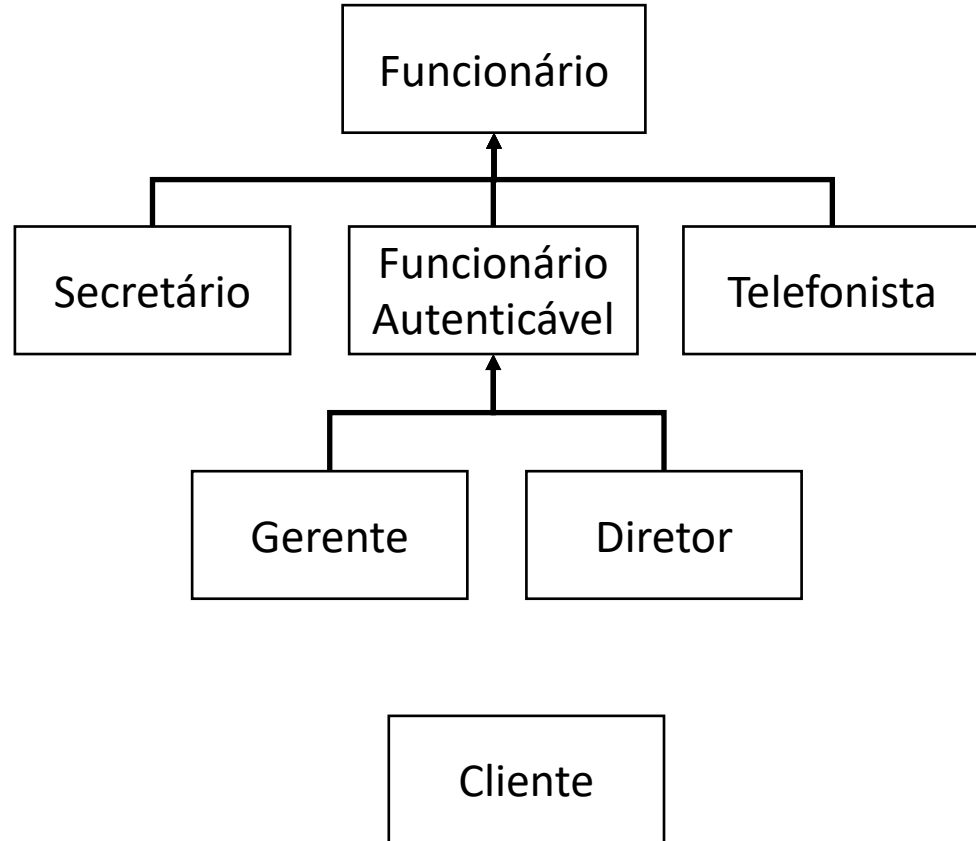 Funcionário
Secretário
Funcionário
Autenticável
Telefonista
Gerente
Diretor
Cliente